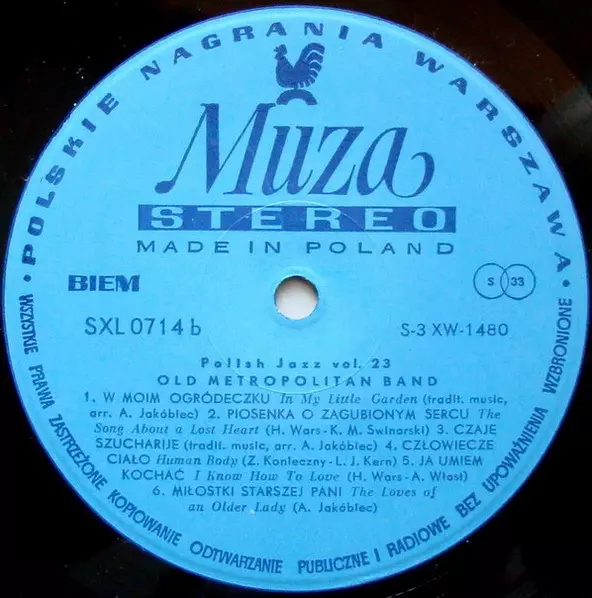 • POLSKIE NAGRANIA WARSZAWA •
Muza
STEREO
MADE IN POLAND
BIEM
S 33
SXL 0714 b
S-3 XW-1480
Polish Jazz vol. 23
OLD METROPOLITAN BAND
1. W MOIM OGRÓDECZKU In My Little Garden (tradit. music,
arr. A. Jakóbiec) 2. PIOSENKA O ZAGUBIONYM SERCU The
Song About a Lost Heart (H. Wars - K. M. Swinarski) 3. CZAJĘ
SZUCHARIJE (tradit. music, arr. A. Jakóbiec) 4. CZŁOWIECZE
CIAŁO Human Body (Z. Konieczny - L. J. Kern) 5. JA UMIEM
KOCHAĆ I Know How To Love (H. Wars - A. Włast)
6. MIŁOSTKI STARSZEJ PANI The Loves of
an Older Lady (A. Jakóbiec)
WSZYSTKIE PRAWA ZASTRZEŻONE KOPIOWANIE ODTWARZANIE PUBLICZNE I RADIOWE BEZ UPOWAŻNIENIA WZBRONIONE